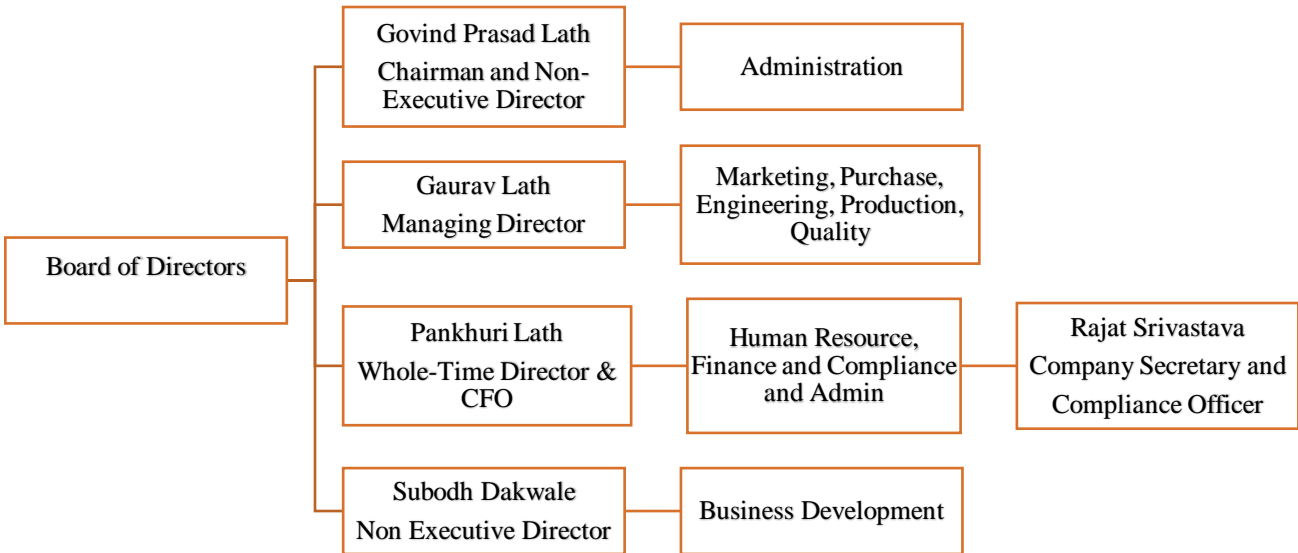 Board of Directors
Govind Prasad Lath
Chairman and Non-
Executive Director
Administration
Gaurav Lath
Managing Director
Marketing, Purchase,
Engineering, Production,
Quality
Pankhuri Lath
Whole-Time Director &
CFO
Human Resource,
Finance and Compliance
and Admin
Rajat Srivastava
Company Secretary and
Compliance Officer
Subodh Dakwale
Non Executive Director
Business Development